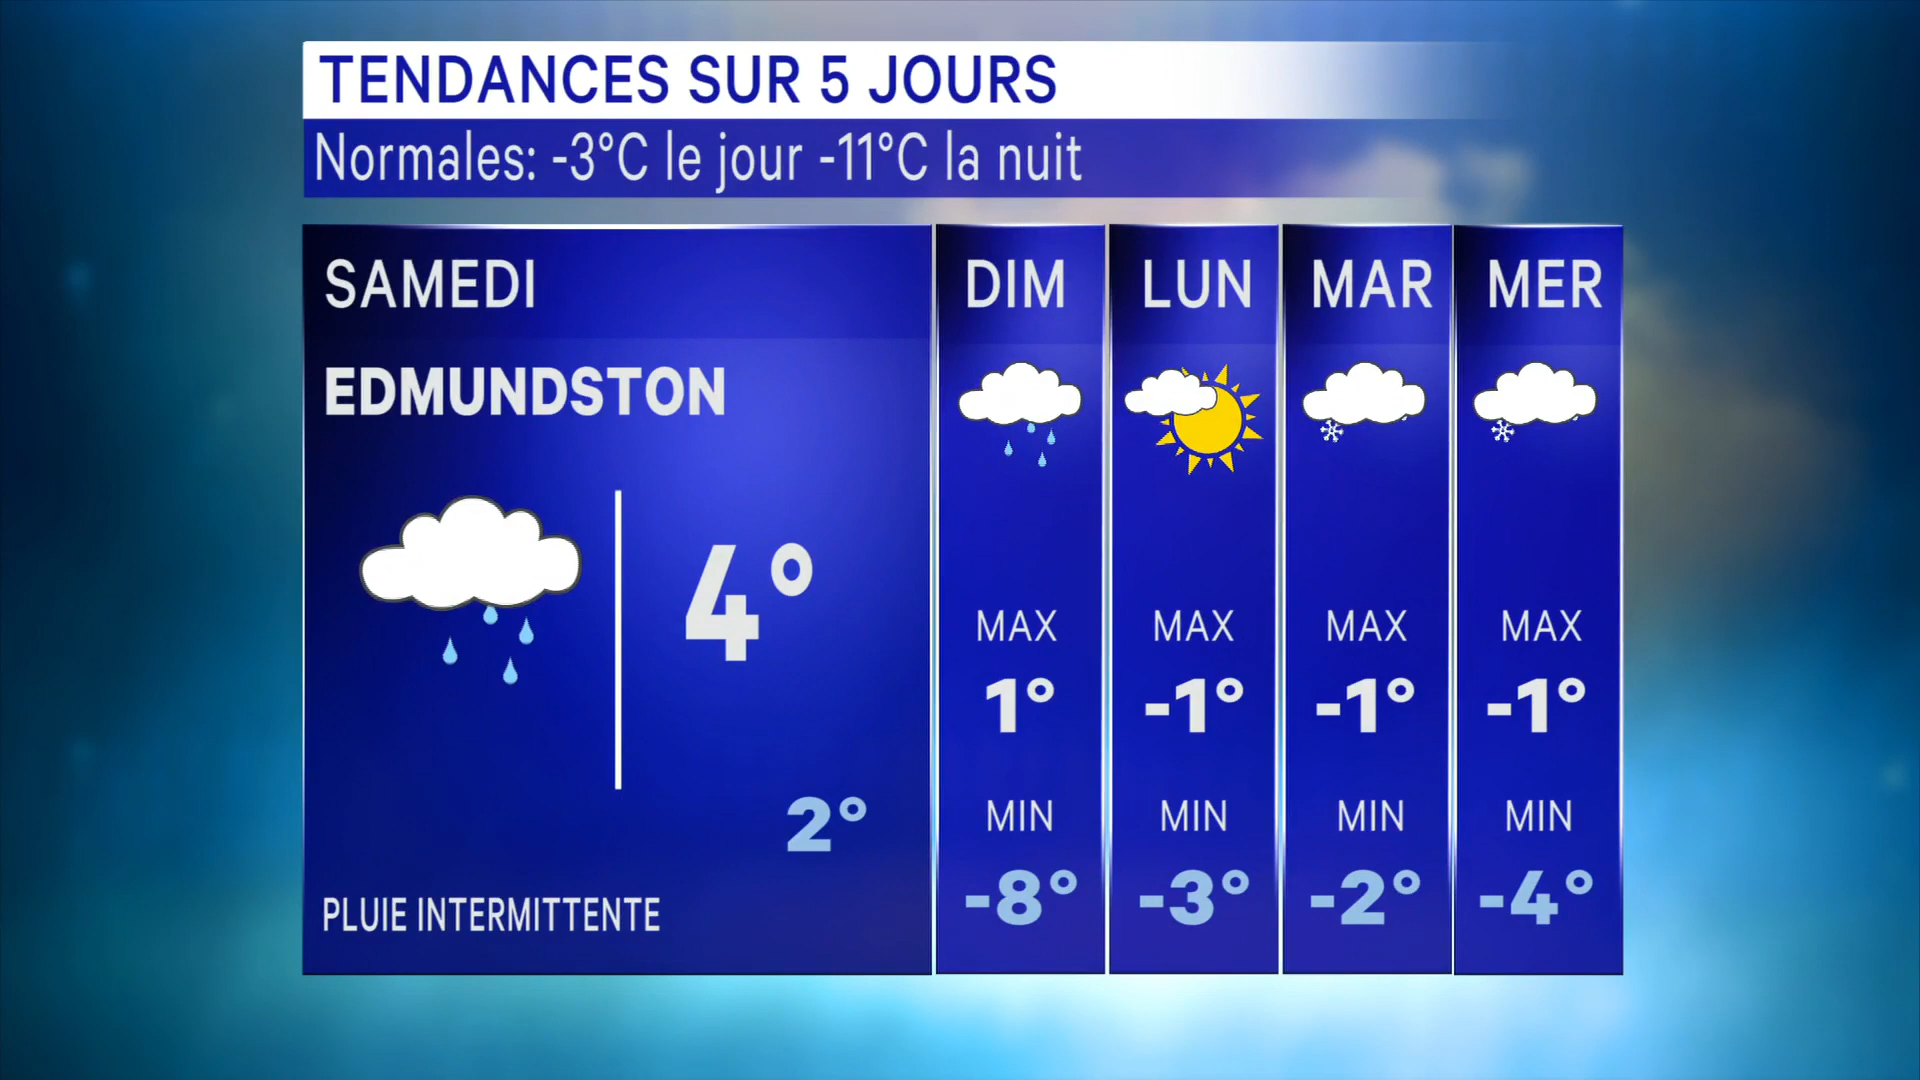 TENDANCES SUR 5 JOURS
Normales: -3°C le jour -11°C la nuit
SAMEDI
EDMUNDSTON
4°
2°
PLUIE INTERMITTENTE
DIM
MAX
1°
MIN
-8°
LUN
MAX
-1°
MIN
-3°
MAR
MAX
-1°
MIN
-2°
MER
MAX
-1°
MIN
-4°